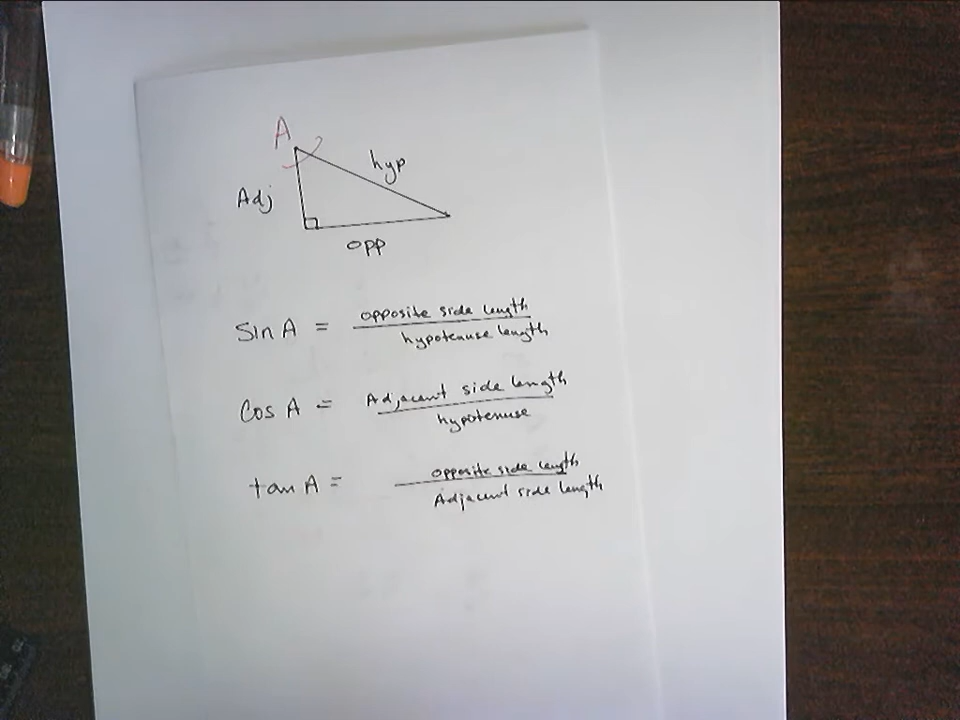 A
hyp
Adj
opp
Sin A = opposite side length
hypotenuse length
Cos A = Adjacent side length
hypotenuse
tan A = opposite side length
Adjacent side length